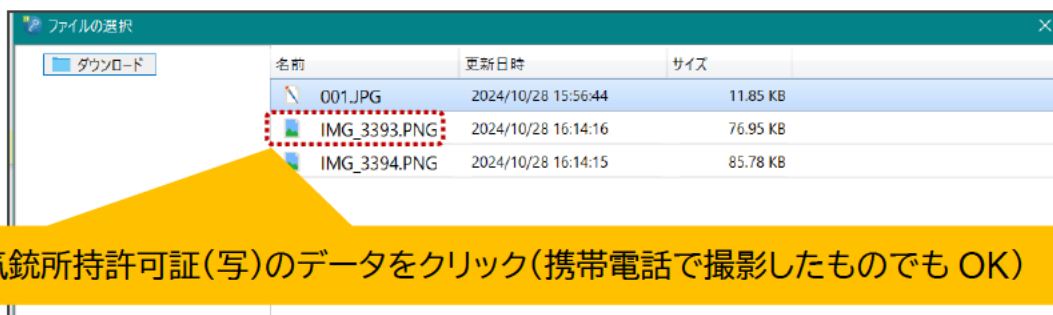 ファイルの選択
ダウンロード
名前 更新日時 サイズ
001.JPG 2024/10/28 15:56:44 11.85 KB
IMG_3393.PNG 2024/10/28 16:14:16 76.95 KB
IMG_3394.PNG 2024/10/28 16:14:15 85.78 KB
銃所持許可証(写)のデータをクリック(携帯電話で撮影したものでも OK)